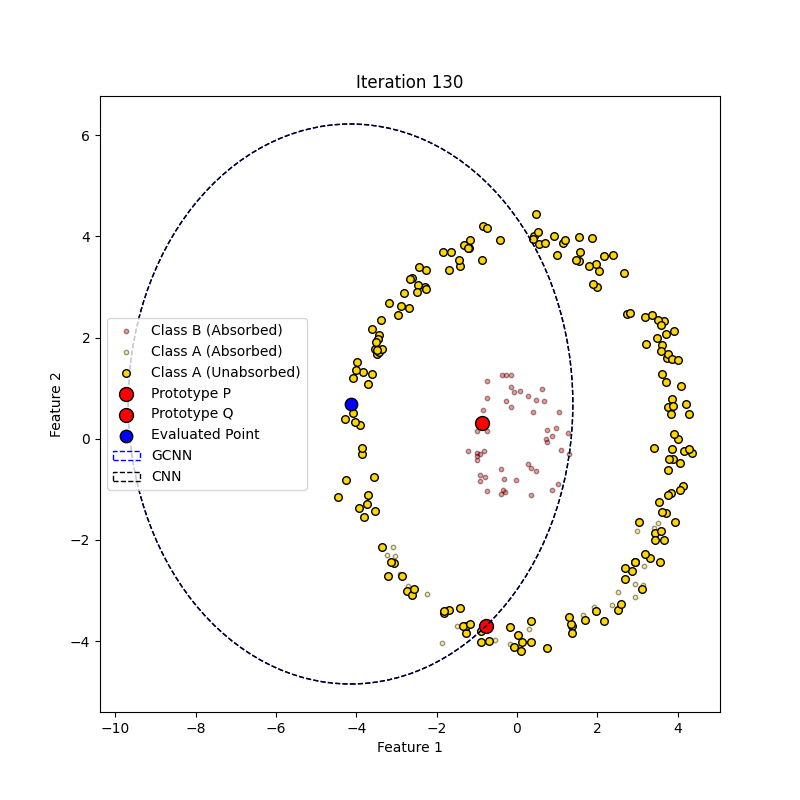 Iteration 130
6
4
2
0
−2
−4
Feature 2
Class B (Absorbed)
Class A (Absorbed)
Class A (Unabsorbed)
Prototype P
Prototype Q
Evaluated Point
GCNN
CNN
−10
−8
−6
−4
−2
0
2
4
Feature 1